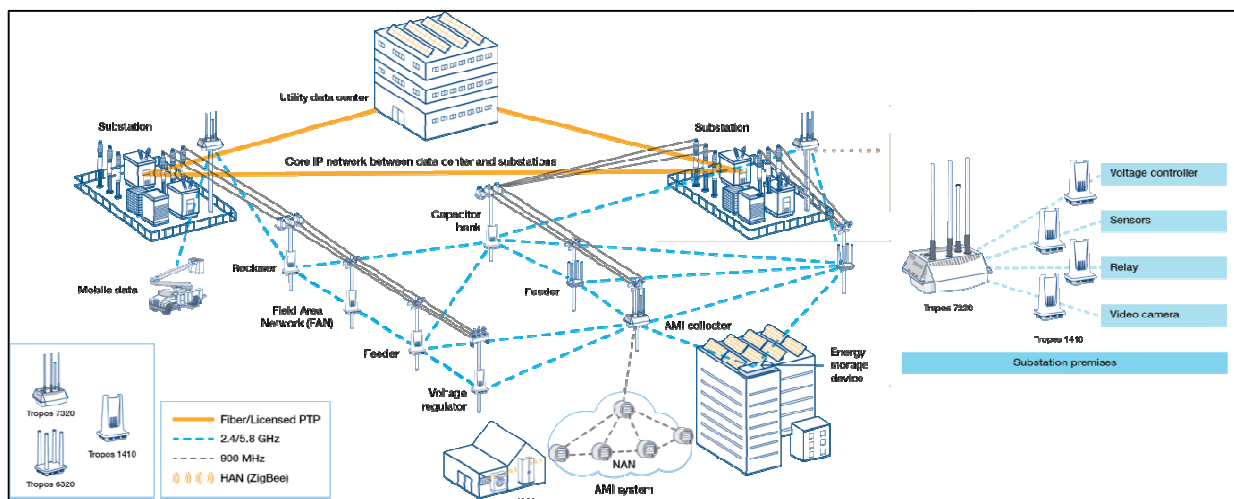 Utility data center
Substation
Substation
Core IP network between data center and substations
Capacitor
bank
Recloser
Mobile data
Field Area
Network (FAN)
Feeder
Feeder
AMI collector
Voltage
regulator
Energy
storage
device
NAN
AMI system
Tropos 7320
Tropos 1410
Tropos 6320
Fiber/Licensed PTP
2.4/5.8 GHz
900 MHz
HAN (ZigBee)
Voltage controller
Sensors
Relay
Video camera
Tropos 7320
Tropos 1410
Substation premises